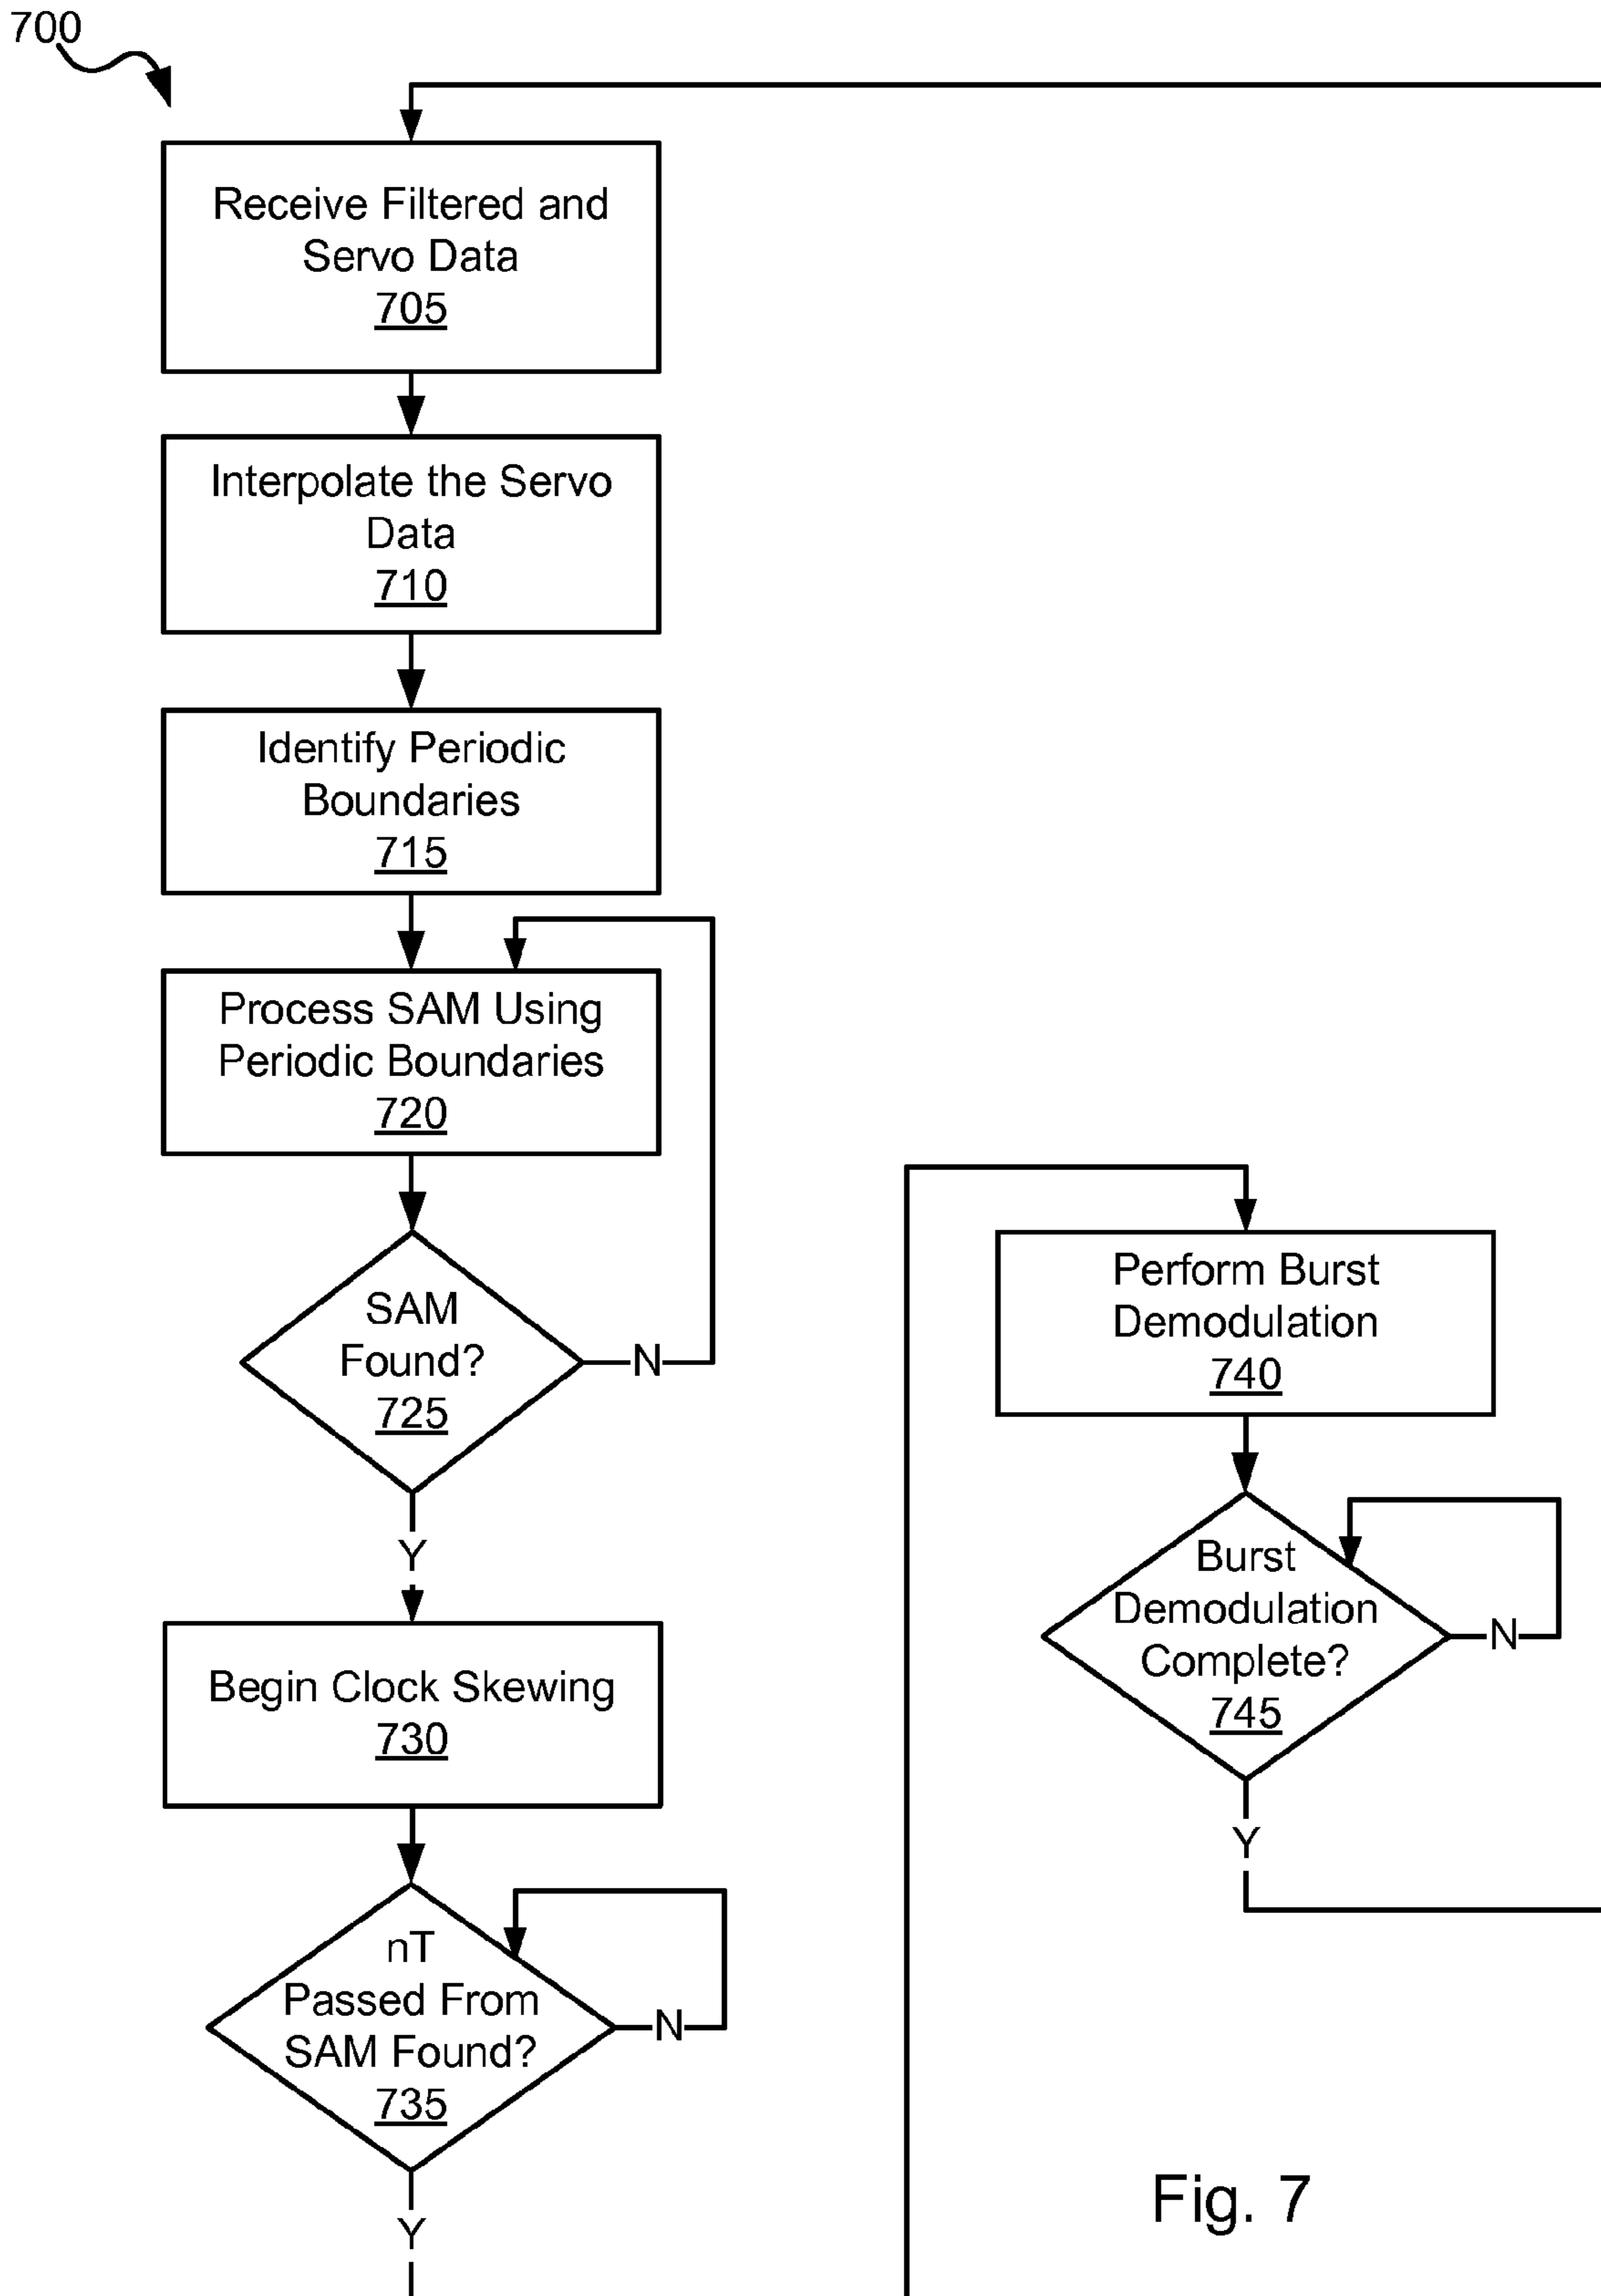 700
Receive Filtered and
Servo Data
705
Interpolate the Servo
Data
710
Identify Periodic
Boundaries
715
Process SAM Using
Periodic Boundaries
720
SAM
Found?
725
N
Y
Begin Clock Skewing
730
nT
Passed From
SAM Found?
735
N
Y
Perform Burst
Demodulation
740
Burst
Demodulation
Complete?
745
N
Y
Fig. 7